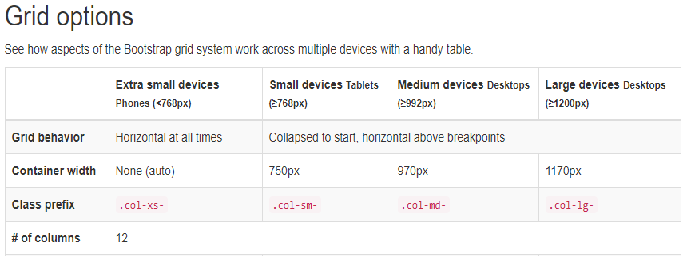 Grid options
See how aspects of the Bootstrap grid system work across multiple devices with a handy table.
Extra small devices Small devices Tablets Medium devices Desktops Large devices Desktops
Phones (<768px) (≥768px) (≥992px) (≥1200px)
Grid behavior Horizontal at all times Collapsed to start, horizontal above breakpoints
Container width None (auto) 750px 970px 1170px
Class prefix .col-xs- .col-sm- .col-md- .col-lg-
# of columns 12